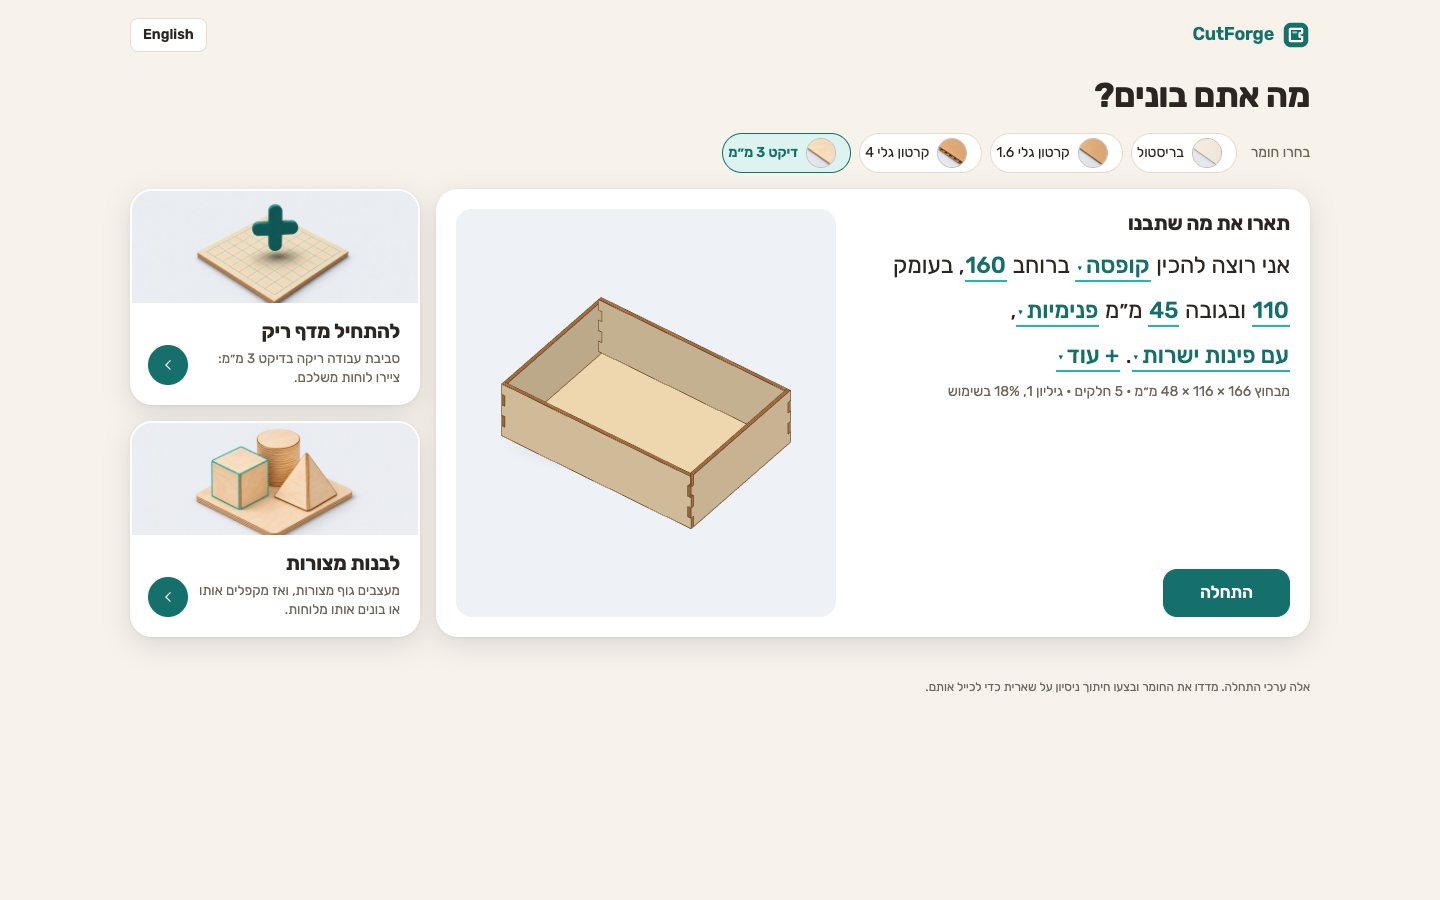 CutForge
English
מה אתם בונים?
בחרו חומר
בריסטול
קרטון גלי 1.6
קרטון גלי 4
דיקט 3 מ״מ
תארו את מה שתבנו
אני רוצה להכין קופסה ברוחב 160, בעומק
110 ובגובה 45 מ״מ פנימיות,
עם פינות ישרות. + עוד
מבחוץ 166 × 116 × 48 מ״מ • 5 חלקים • גיליון 1, 18% בשימוש
התחלה
להתחיל מדף ריק
סביבת עבודה ריקה בדיקט 3 מ״מ:
ציירו לוחות משלכם.
לבנות מצורות
מעצבים גוף מצורות, ואז מקפלים אותו
או בונים אותו מלוחות.
אלה ערכי התחלה. מדדו את החומר ובצעו חיתוך ניסיון על שארית כדי לכייל אותם.